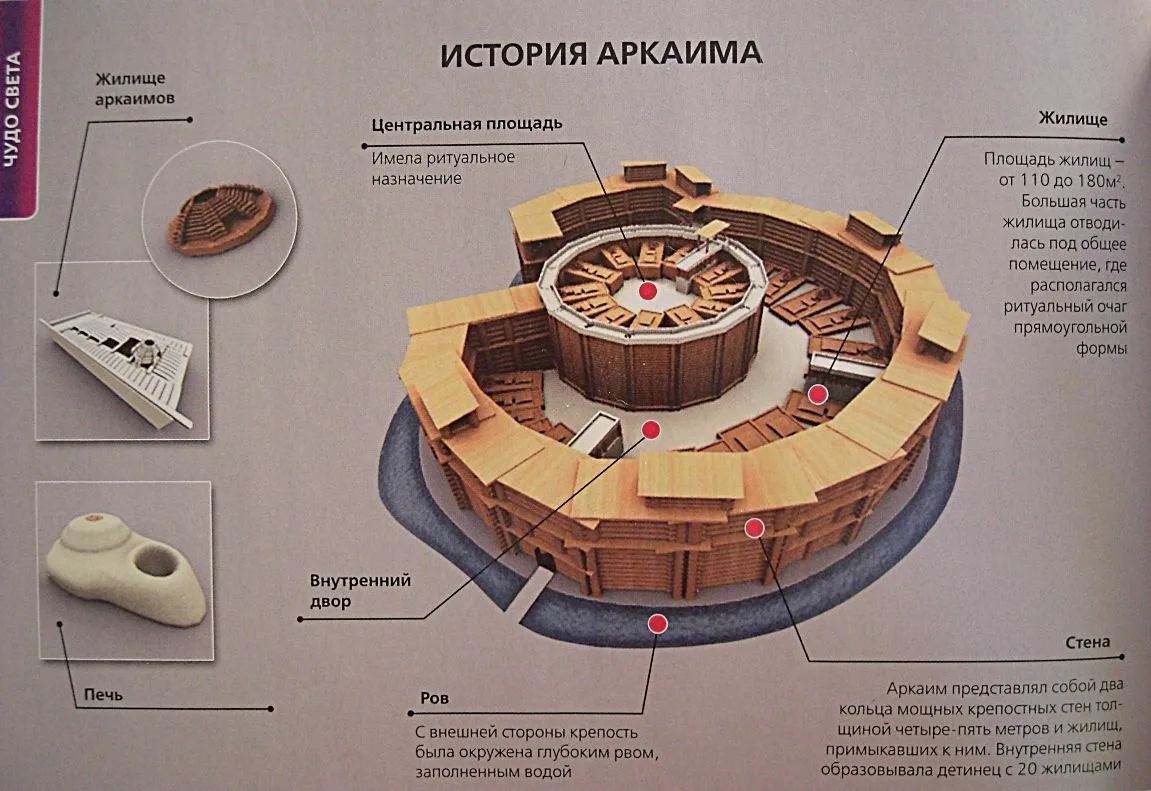 ЧУДО СВЕТА
ИСТОРИЯ АРКАИМА
Жилище
аркаимов
Центральная площадь
Имела ритуальное
назначение
Жилище
Площадь жилищ –
от 110 до 180м².
Большая часть
жилища отводи-
лась под общее
помещение, где
располагался
ритуальный очаг
прямоугольной
формы
Внутренний
двор
Печь
Ров
С внешней стороны крепость
была окружена глубоким рвом,
заполненным водой
Стена
Аркаим представлял собой два
кольца мощных крепостных стен тол-
щиной четыре-пять метров и жилищ,
примыкавших к ним. Внутренняя стена
образовывала детинец с 20 жилищами